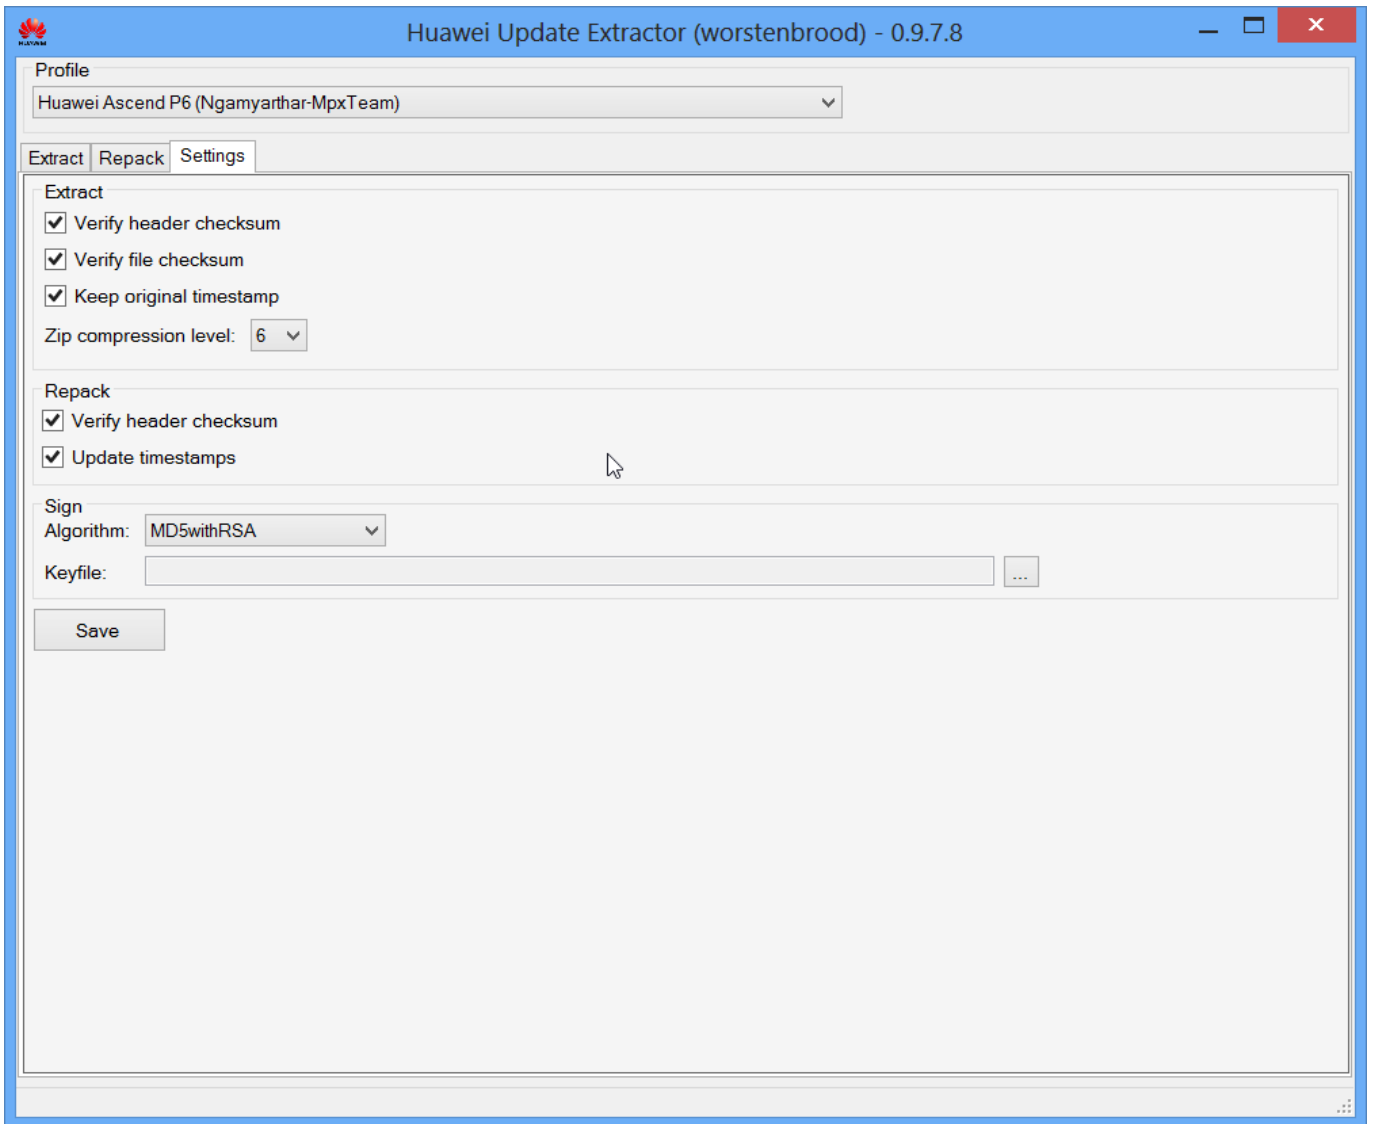 HUAWEI
Huawei Update Extractor (worstenbrood) - 0.9.7.8
Profile
Huawei Ascend P6 (Ngamyarthar-MpxTeam)
Extract Repack Settings
Extract
Verify header checksum
Verify file checksum
Keep original timestamp
Zip compression level: 6
Repack
Verify header checksum
Update timestamps
Sign
Algorithm: MD5withRSA
Keyfile: ...
Save